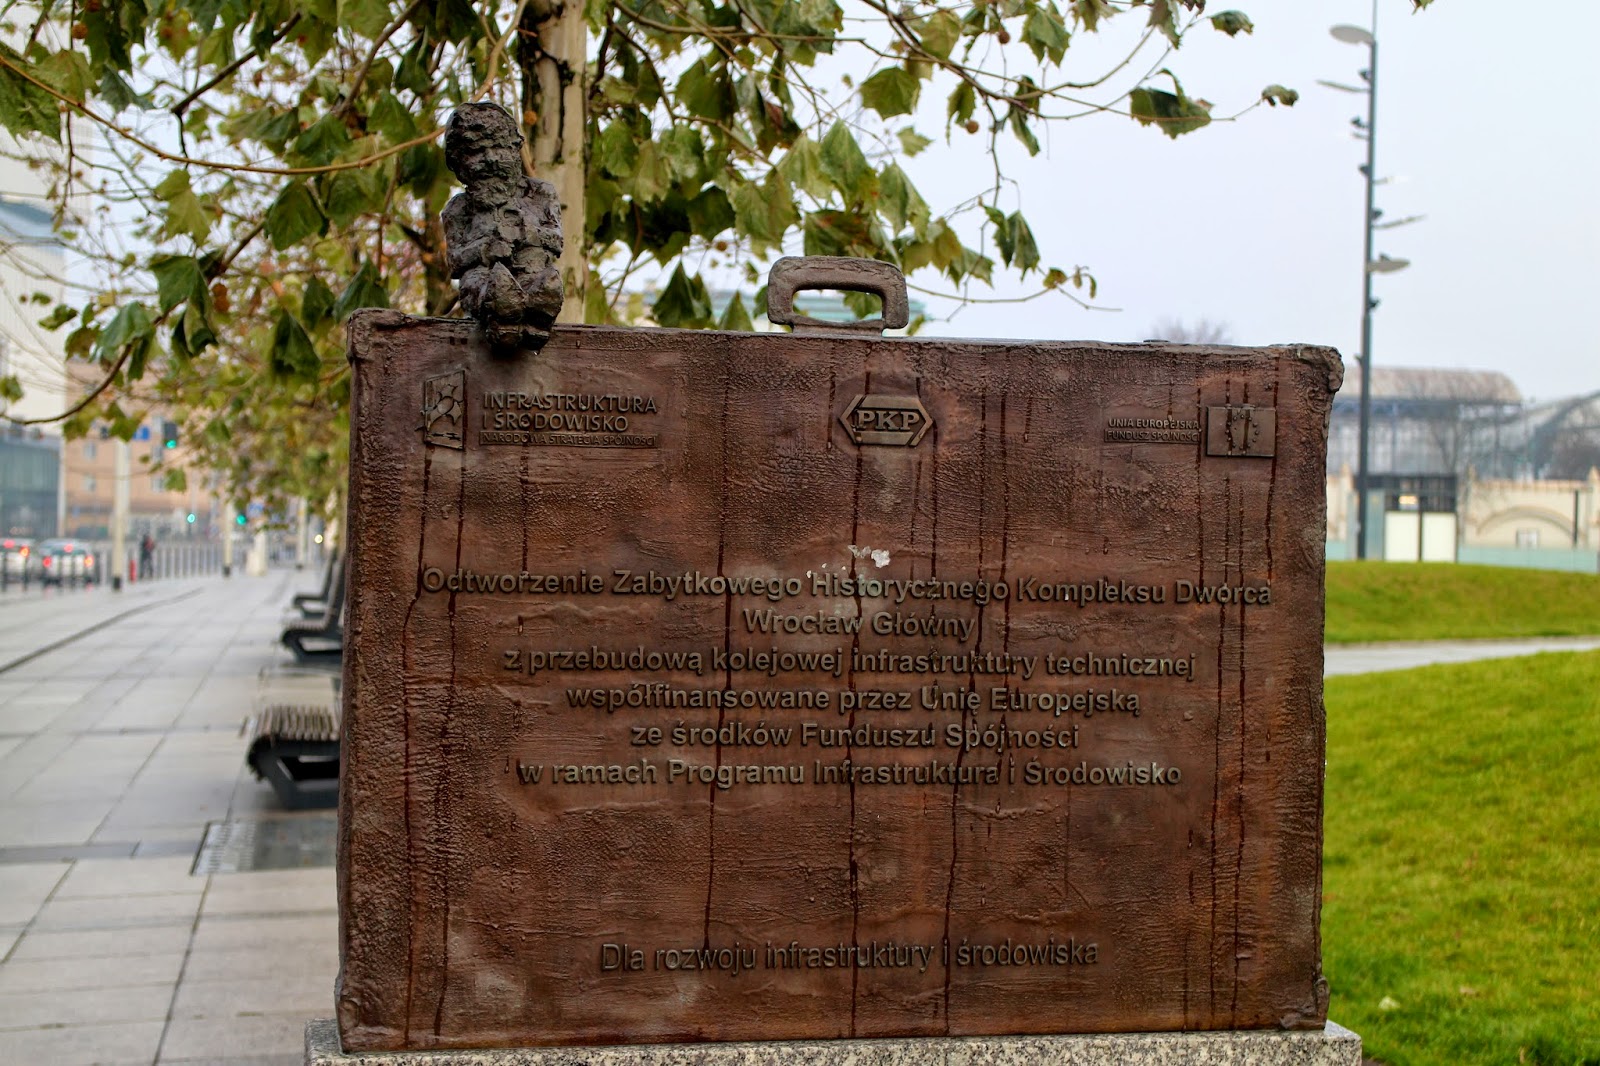 INFRASTRUKTURA
I ŚRODOWISKO
NARODOWA STRATEGIA SPÓJNOŚCI
PKP
UNIA EUROPEJSKA
FUNDUSZ SPÓJNOŚCI
Odtworzenie Zabytkowego Historycznego Kompleksu Dworca
Wrocław Główny
z przebudową kolejowej infrastruktury technicznej
współfinansowane przez Unię Europejską
ze środków Funduszu Spójności
w ramach Programu Infrastruktura i Środowisko
Dla rozwoju infrastruktury i środowiska